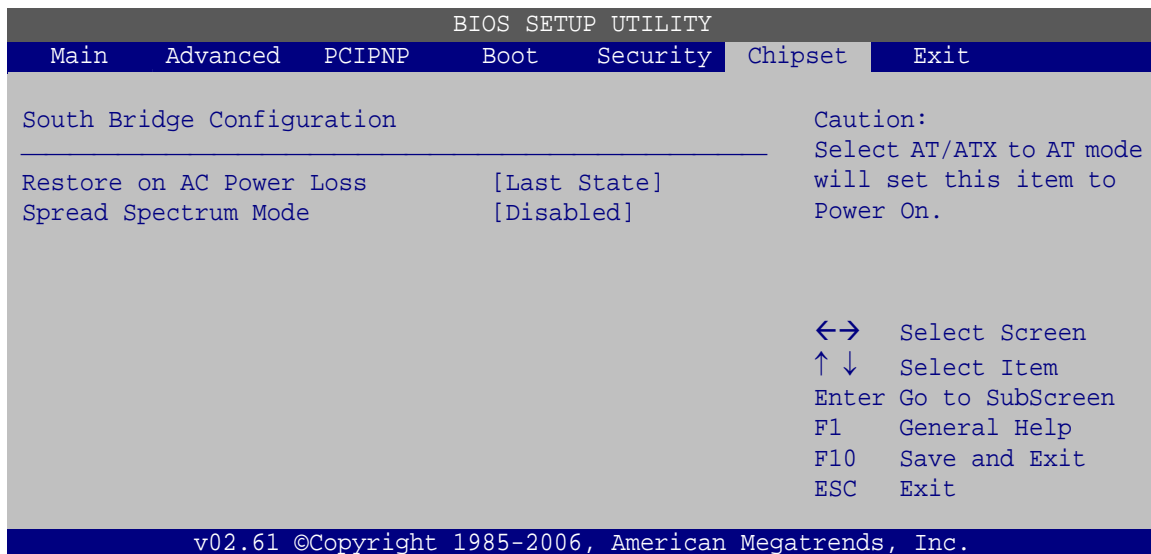 BIOS SETUP UTILITY
Main Advanced PCIPNP Boot Security Chipset Exit
South Bridge Configuration
Restore on AC Power Loss [Last State]
Spread Spectrum Mode [Disabled]
Caution:
Select AT/ATX to AT mode
will set this item to
Power On.
←→ Select Screen
↑ ↓ Select Item
Enter Go to SubScreen
F1 General Help
F10 Save and Exit
ESC Exit
v02.61 ©Copyright 1985-2006, American Megatrends, Inc.